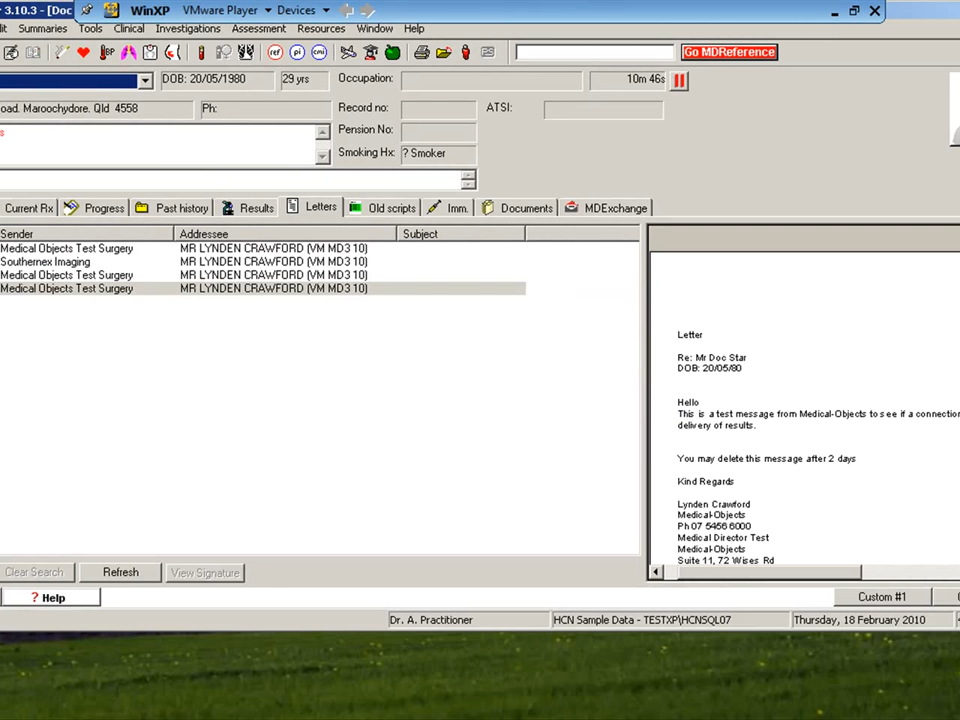 3.10.3 - [Doc WinXP VMware Player Devices
it Summaries Tools Clinical Investigations Assessment Resources Window Help
BP ref pi cmi Go MDReference
DOB: 20/05/1980 29 yrs Occupation: 10m 46s
oad. Maroochydore. Qld 4558 Ph: Record no: ATSI:
s Pension No:
Smoking Hx: ? Smoker
Current Rx Progress Past history Results Letters Old scripts Imm. Documents MDExchange
Sender Addressee Subject
Medical Objects Test Surgery MR LYNDEN CRAWFORD (VM MD3 10)
Southernex Imaging MR LYNDEN CRAWFORD (VM MD3 10)
Medical Objects Test Surgery MR LYNDEN CRAWFORD (VM MD3 10)
Medical Objects Test Surgery MR LYNDEN CRAWFORD (VM MD3 10)
Letter
Re: Mr Doc Star
DOB: 20/05/80
Hello
This is a test message from Medical-Objects to see if a connection
delivery of results.
You may delete this message after 2 days
Kind Regards
Lynden Crawford
Medical-Objects
Ph 07 5456 6000
Medical Director Test
Medical-Objects
Suite 11, 72 Wises Rd
Clear Search Refresh View Signature
? Help Custom #1
Dr. A. Practitioner HCN Sample Data - TESTXP\HCNSQL07 Thursday, 18 February 2010